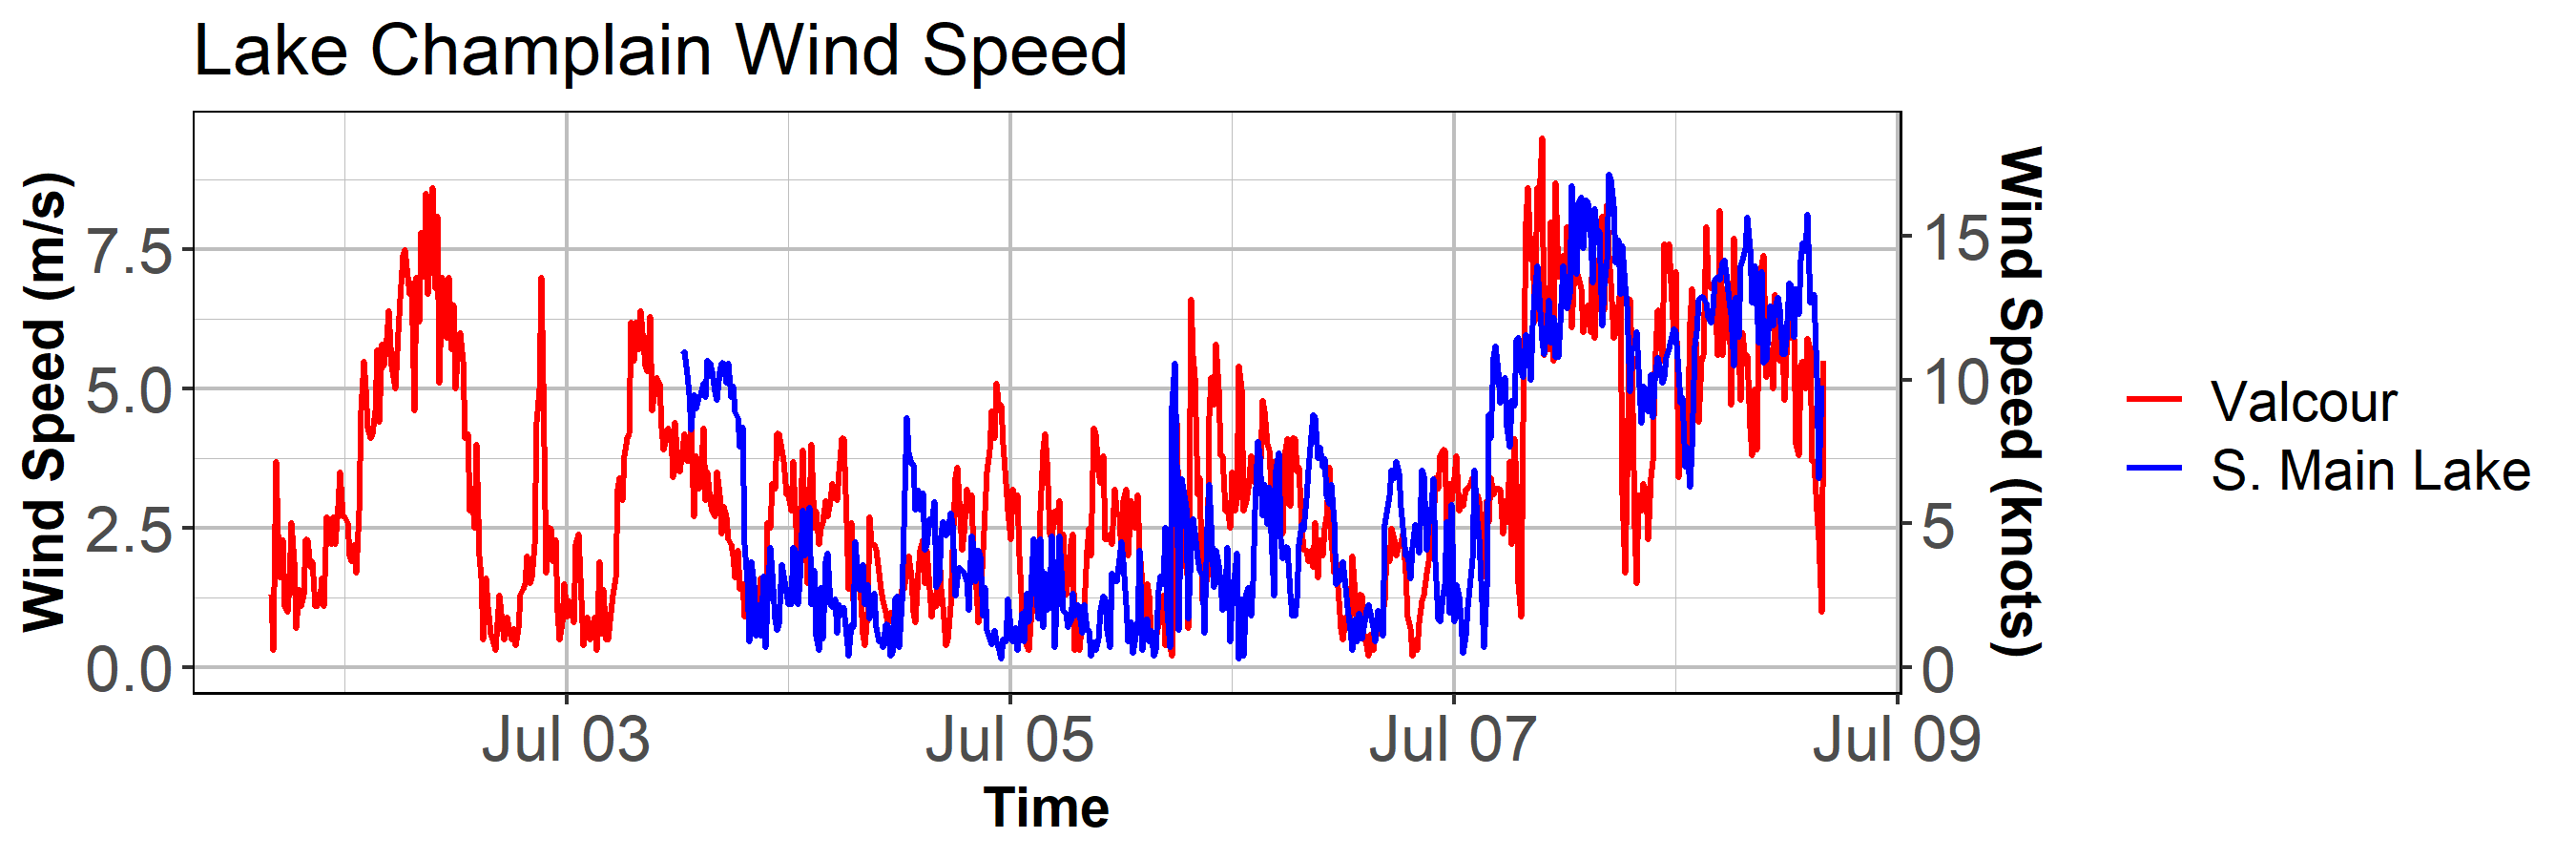 Lake Champlain Wind Speed
Wind Speed (m/s)
7.5
5.0
2.5
0.0
15
10
5
0
Wind Speed (knots)
Jul 03
Jul 05
Jul 07
Jul 09
Time
Valcour
S. Main Lake